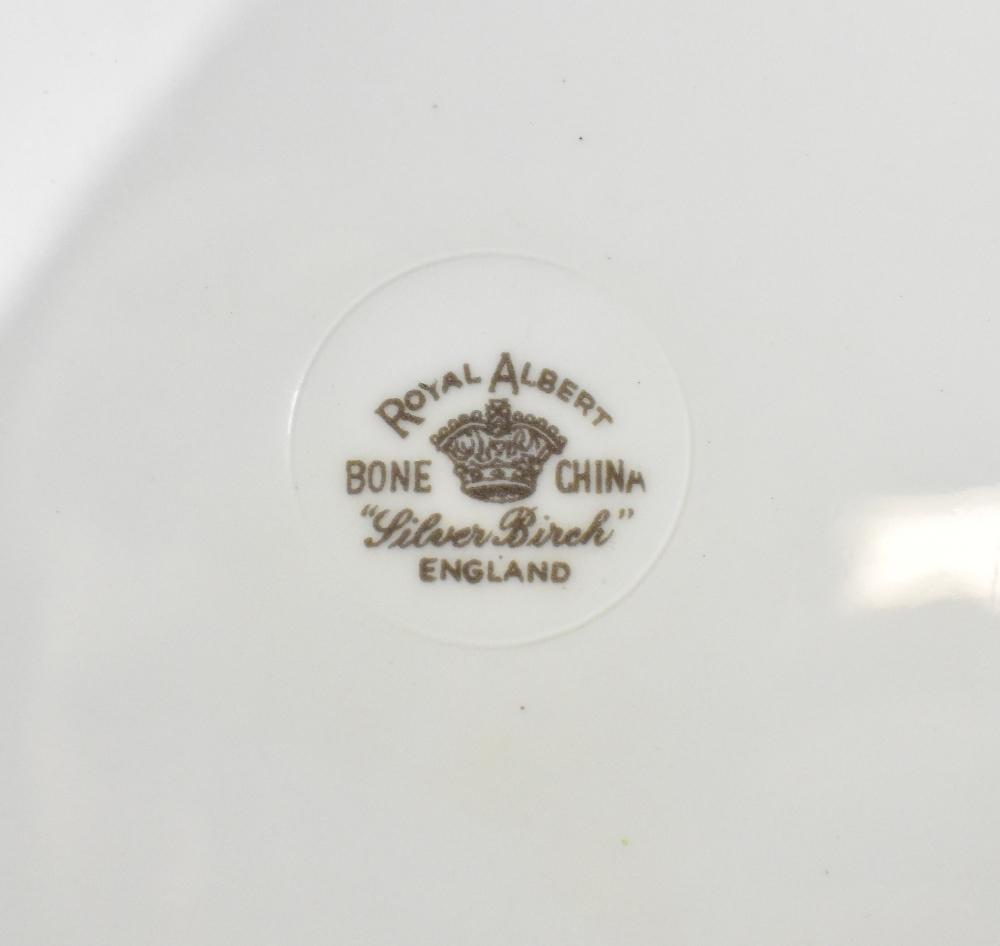 ROYAL ALBERT
BONE CHINA
"Silver Birch"
ENGLAND